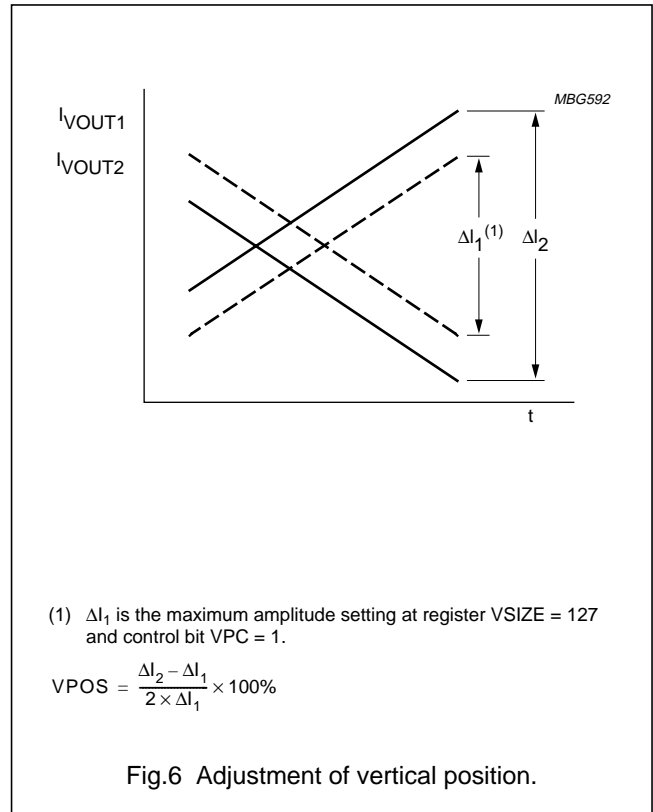 MBG592
IVOUT1
IVOUT2
ΔI1(1)
ΔI2
t
(1) ΔI1 is the maximum amplitude setting at register VSIZE = 127
and control bit VPC = 1.
VPOS = (ΔI2 – ΔI1) / (2 × ΔI1) × 100%
Fig.6 Adjustment of vertical position.